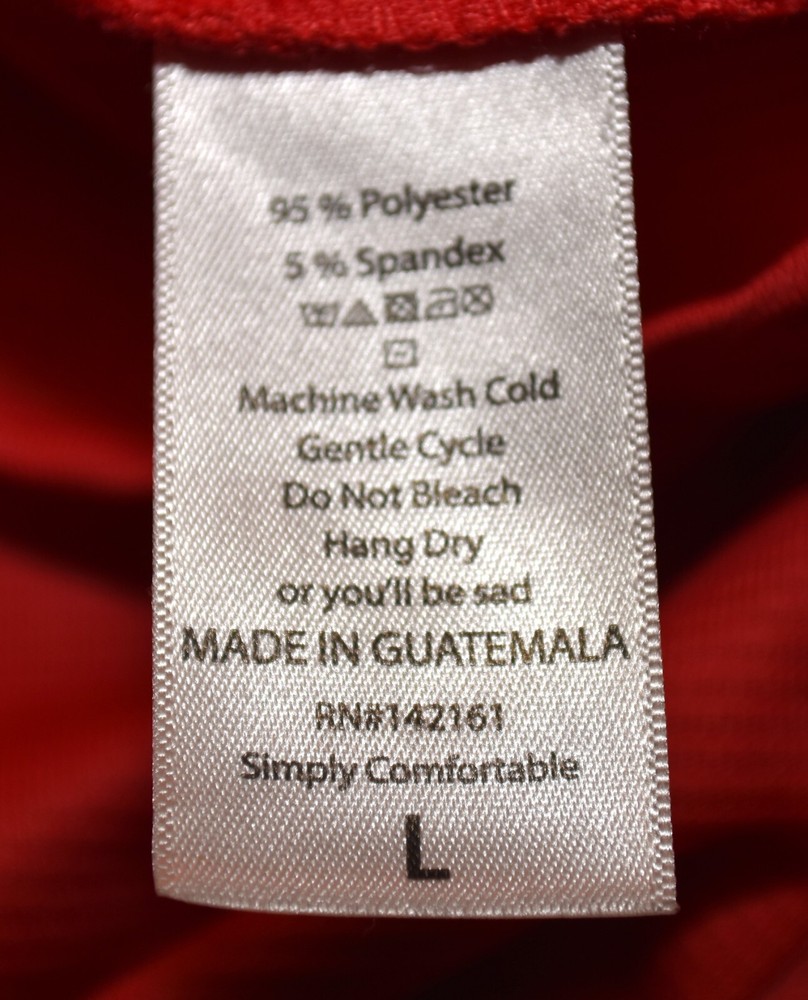 95 % Polyester
5 % Spandex
Machine Wash Cold
Gentle Cycle
Do Not Bleach
Hang Dry
or you'll be sad
MADE IN GUATEMALA
RN#142161
Simply Comfortable
L